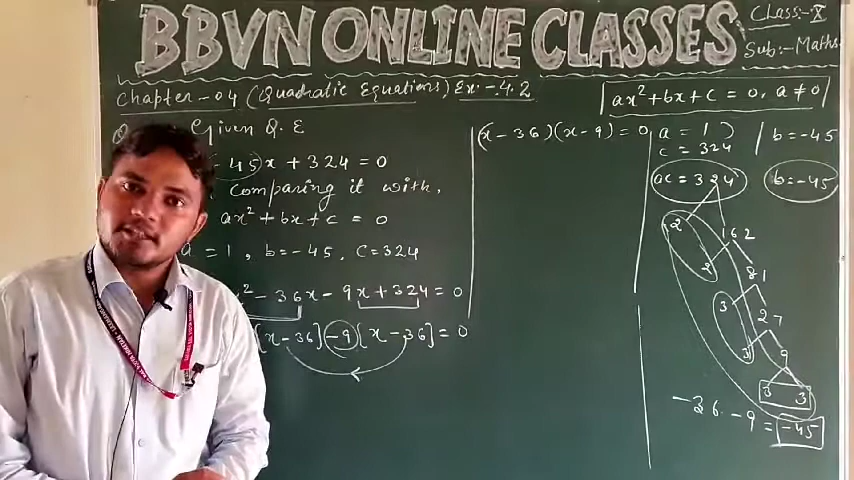 BBVN ONLINE CLASSES
Class:-X
Sub:-Maths
Chapter-04 (Quadratic Equations) Ex:-4.2
ax²+bx+c = 0, a ≠ 0
Given Q. E
45x + 324 = 0
comparing it with,
ax²+bx+c = 0
a = 1, b=-45, c=324
x²-36x-9x+324=0
[x-36]-9[x-36]=0
(x-36)(x-9)=0
a = 1
c = 324
b=-45
ac=324
b=-45
2 162
2 81
3 27
3 9
3 3
-36-9=-45